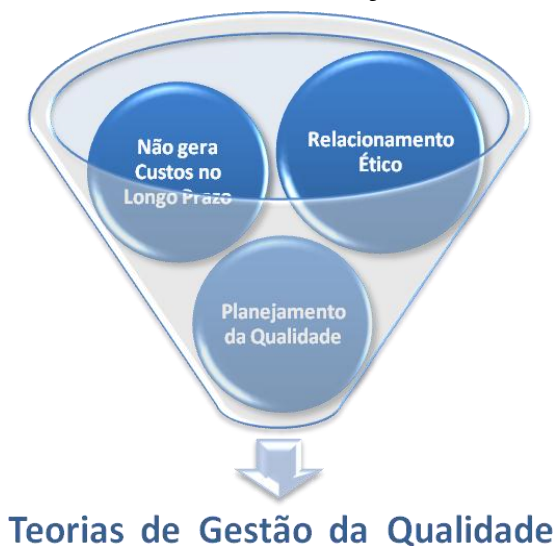 Não gera
Custos no
Longo Prazo
Relacionamento
Ético
Planejamento
da Qualidade
Teorias de Gestão da Qualidade